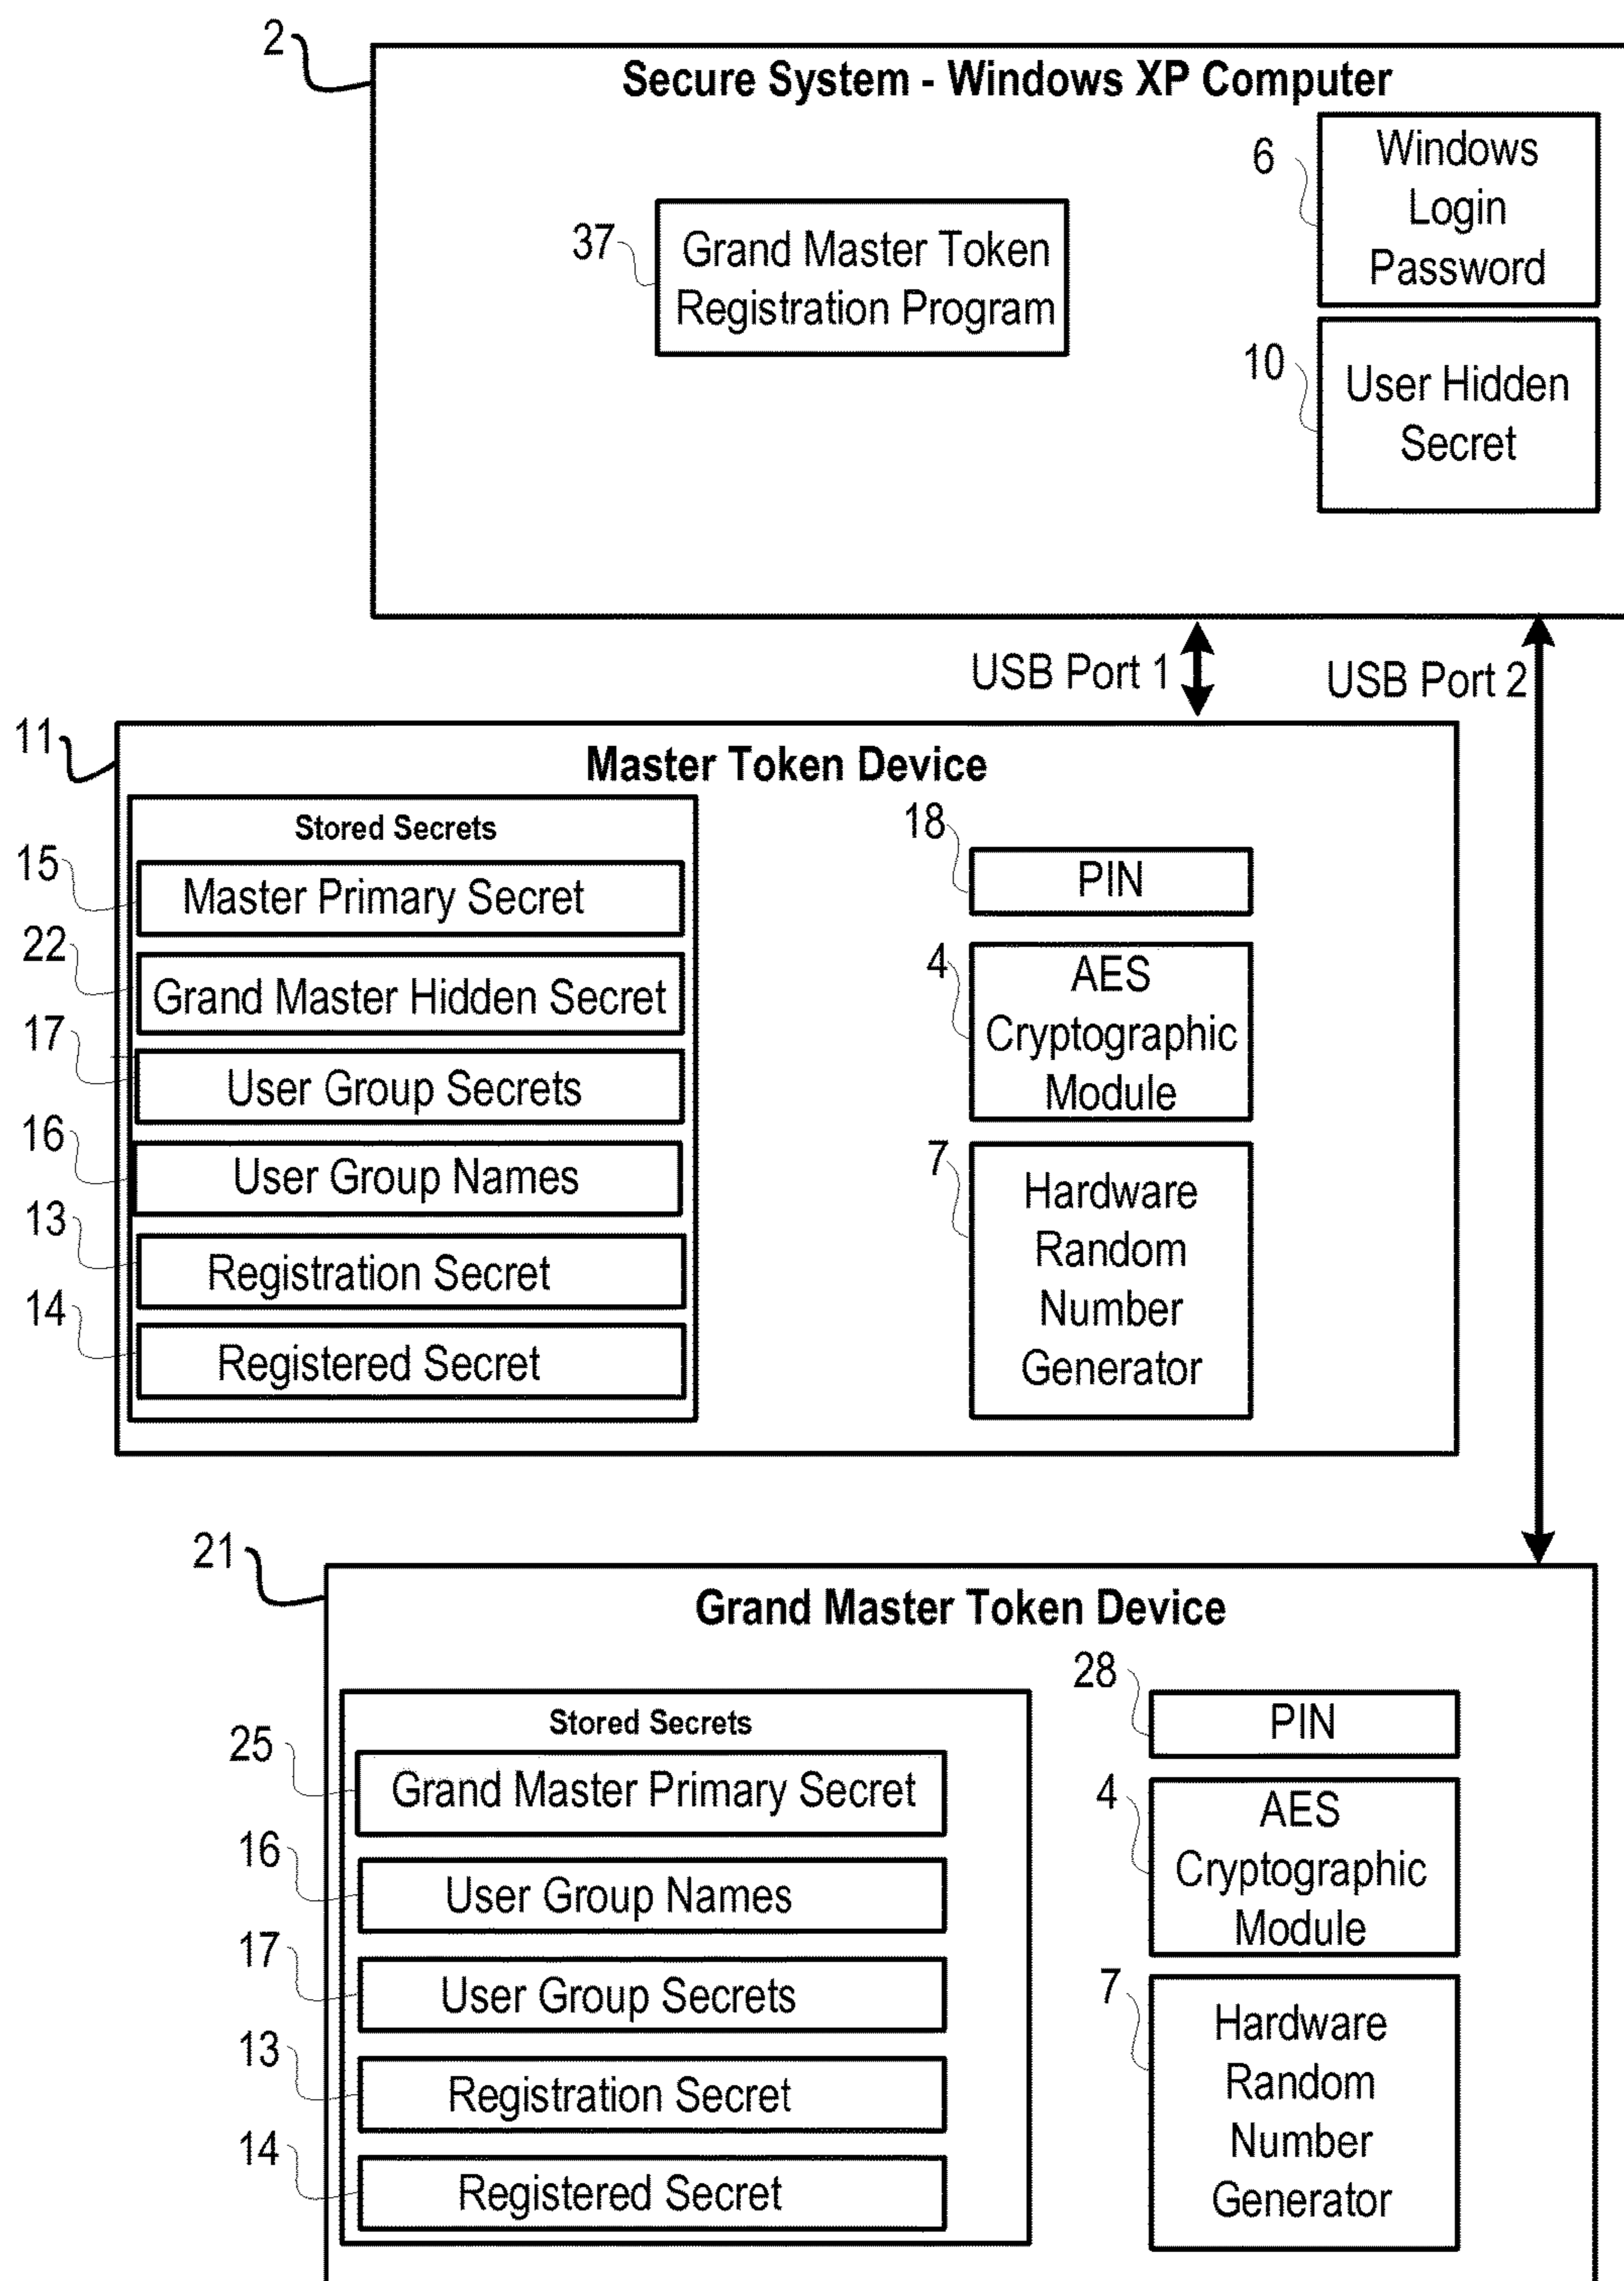 2
Secure System - Windows XP Computer
6
Windows
Login
Password
37
Grand Master Token
Registration Program
10
User Hidden
Secret
USB Port 1
USB Port 2
11
Master Token Device
Stored Secrets
15
Master Primary Secret
22
Grand Master Hidden Secret
17
User Group Secrets
16
User Group Names
13
Registration Secret
14
Registered Secret
18
PIN
4
AES
Cryptographic
Module
7
Hardware
Random
Number
Generator
21
Grand Master Token Device
Stored Secrets
25
Grand Master Primary Secret
16
User Group Names
17
User Group Secrets
13
Registration Secret
14
Registered Secret
28
PIN
4
AES
Cryptographic
Module
7
Hardware
Random
Number
Generator